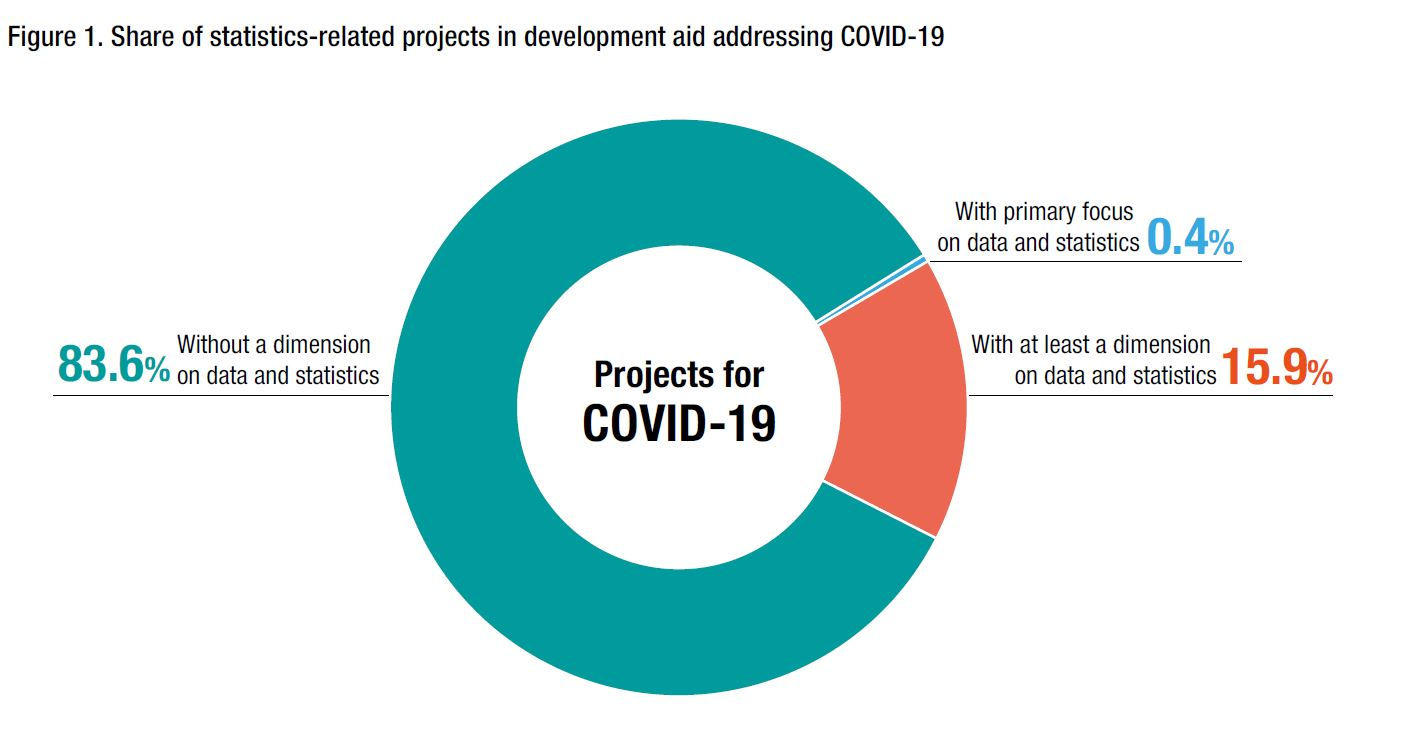 Figure 1. Share of statistics-related projects in development aid addressing COVID-19
With primary focus
on data and statistics 0.4%
Without a dimension
83.6% on data and statistics
With at least a dimension
on data and statistics 15.9%
Projects for
COVID-19